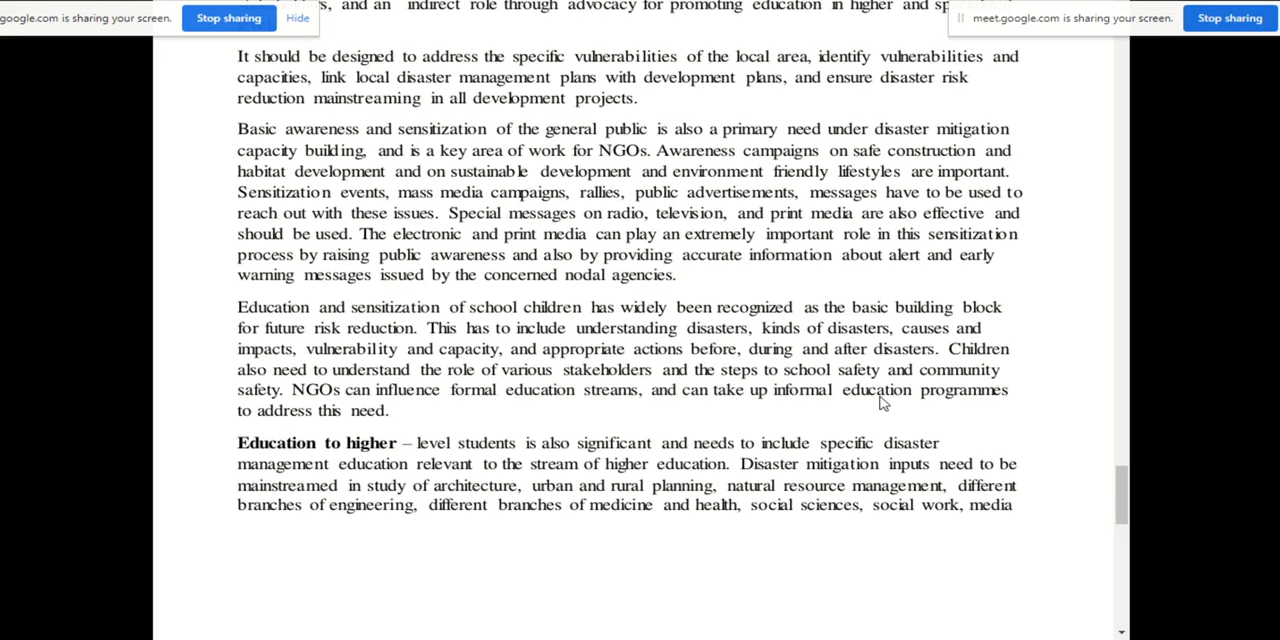 google.com is sharing your screen. Stop sharing Hide
meet.google.com is sharing your screen. Stop sharing
and an indirect role through advocacy for promoting education in higher and
It should be designed to address the specific vulnerabilities of the local area, identify vulnerabilities and
capacities, link local disaster management plans with development plans, and ensure disaster risk
reduction mainstreaming in all development projects.
Basic awareness and sensitization of the general public is also a primary need under disaster mitigation
capacity building, and is a key area of work for NGOs. Awareness campaigns on safe construction and
habitat development and on sustainable development and environment friendly lifestyles are important.
Sensitization events, mass media campaigns, rallies, public advertisements, messages have to be used to
reach out with these issues. Special messages on radio, television, and print media are also effective and
should be used. The electronic and print media can play an extremely important role in this sensitization
process by raising public awareness and also by providing accurate information about alert and early
warning messages issued by the concerned nodal agencies.
Education and sensitization of school children has widely been recognized as the basic building block
for future risk reduction. This has to include understanding disasters, kinds of disasters, causes and
impacts, vulnerability and capacity, and appropriate actions before, during and after disasters. Children
also need to understand the role of various stakeholders and the steps to school safety and community
safety. NGOs can influence formal education streams, and can take up informal education programmes
to address this need.
Education to higher – level students is also significant and needs to include specific disaster
management education relevant to the stream of higher education. Disaster mitigation inputs need to be
mainstreamed in study of architecture, urban and rural planning, natural resource management, different
branches of engineering, different branches of medicine and health, social sciences, social work, media